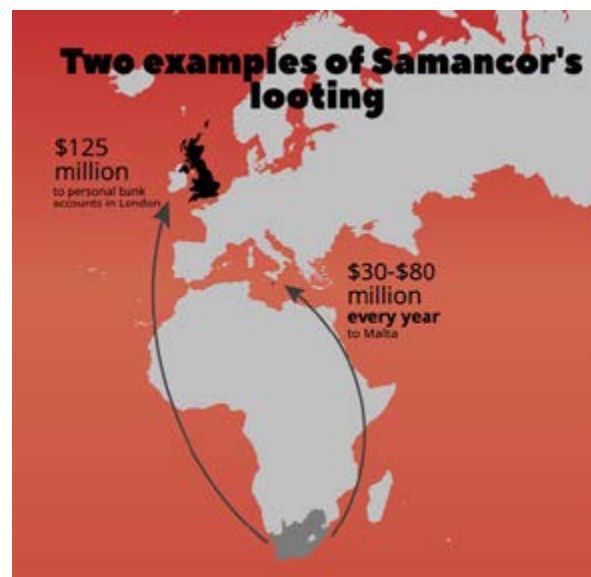 Two examples of Samancor's
looting
$125
million
to personal bank
accounts in London
$30-$80
million
every year
to Malta